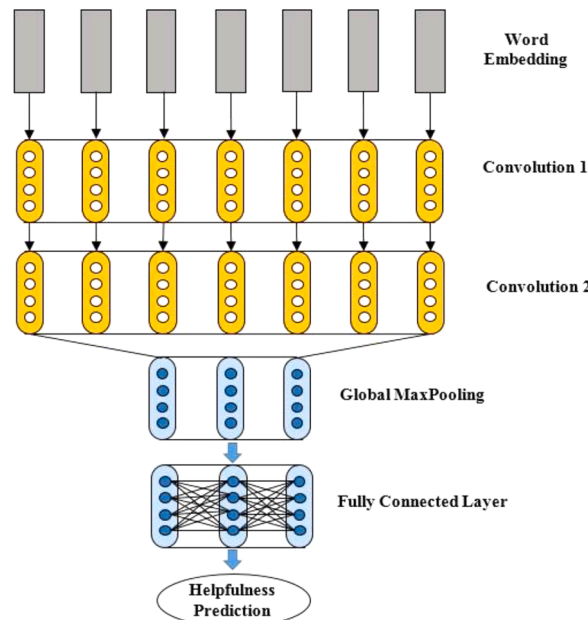 Word
Embedding
Convolution 1
Convolution 2
Global MaxPooling
Fully Connected Layer
Helpfulness
Prediction